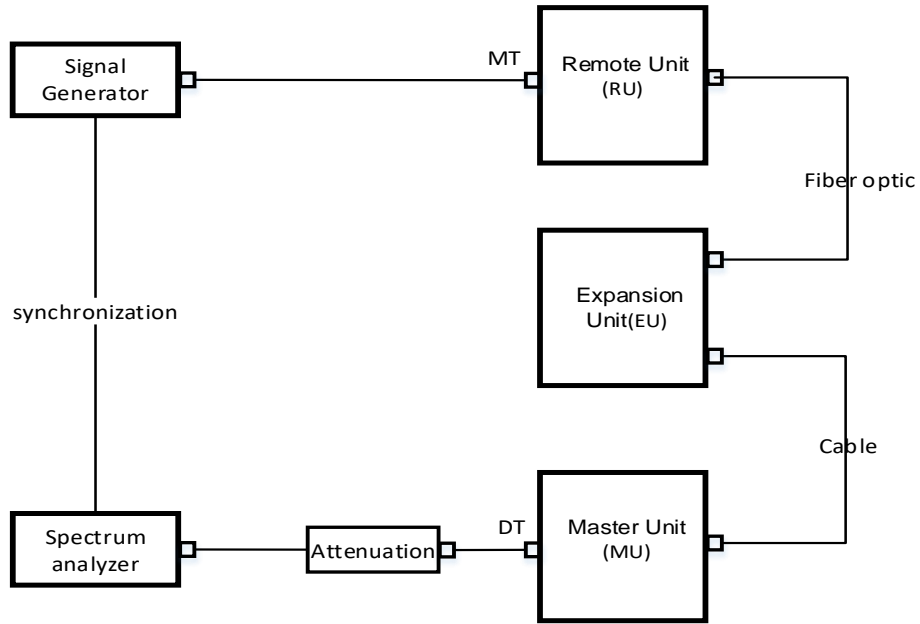 Signal
Generator
MT
Remote Unit
(RU)
Fiber optic
Expansion
Unit(EU)
synchronization
Cable
Spectrum
analyzer
Attenuation
DT
Master Unit
(MU)